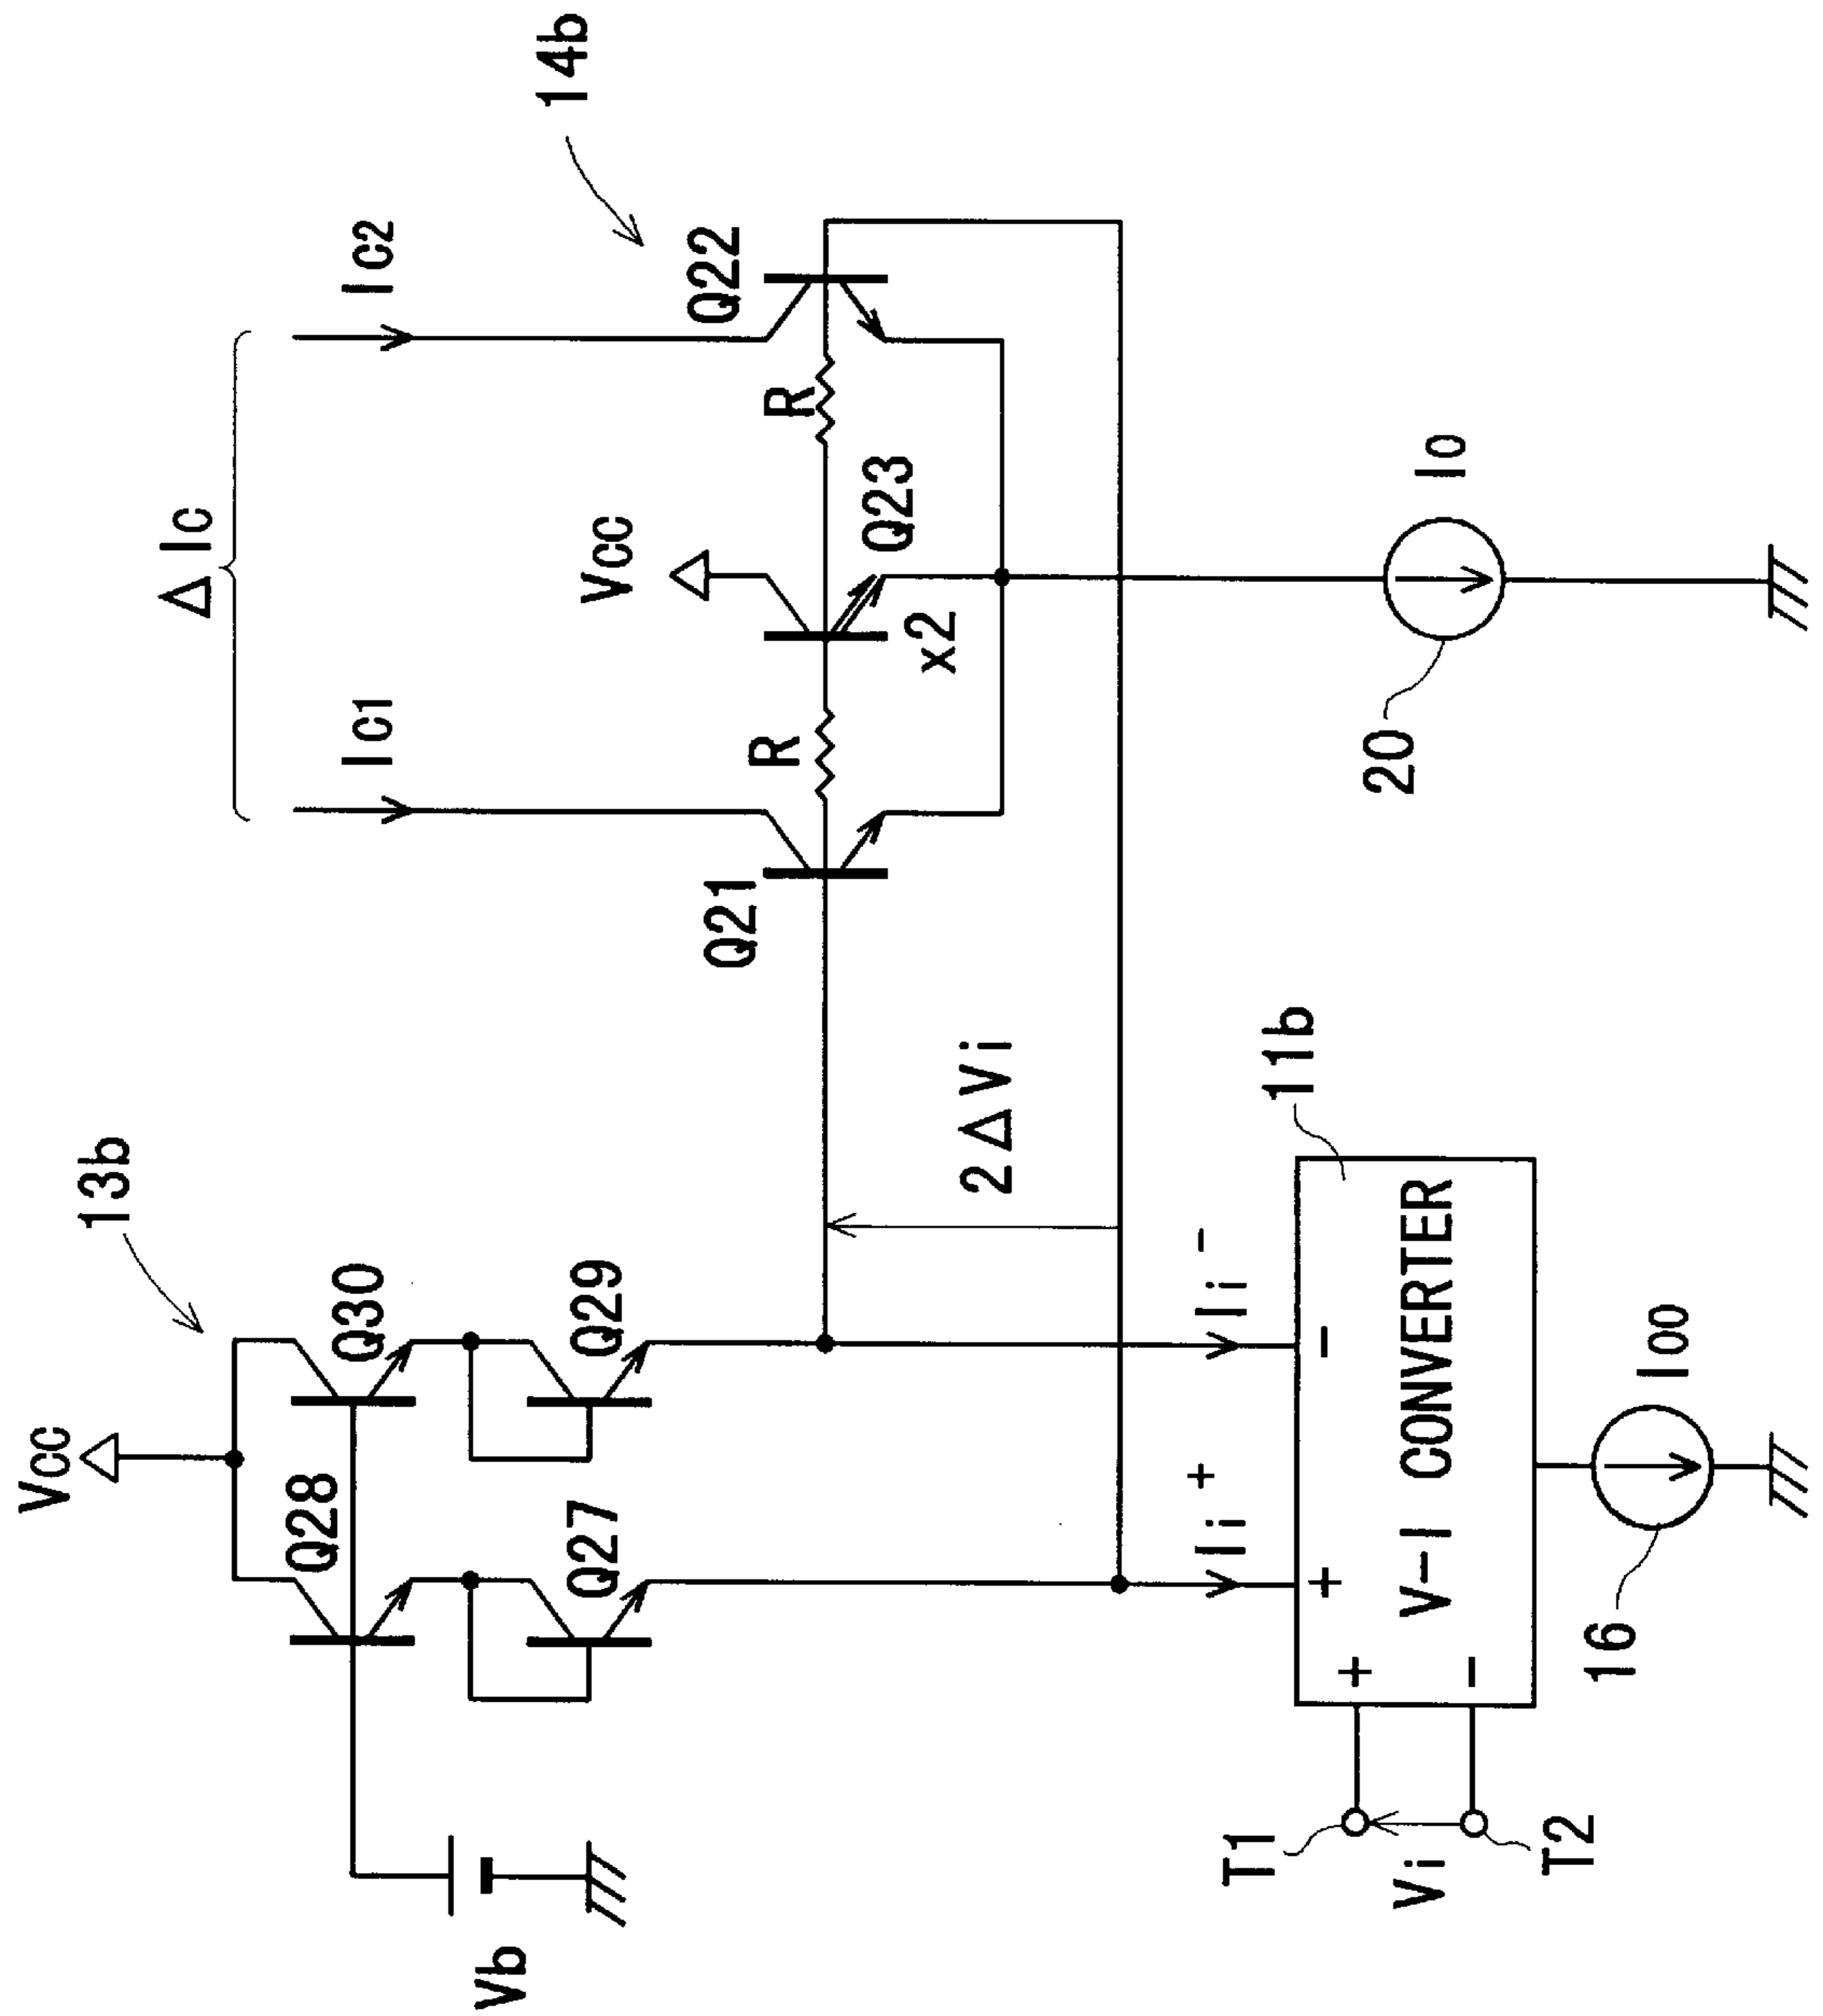 Vcc
13b
Q28
Q30
Q27
Q29
Vb
2ΔVi
Ii+
Ii-
+
-
+
-
V-I CONVERTER
11b
T1
Vi
T2
16
Ioo
ΔIc
Ic1
Ic2
14b
Vcc
Q21
R
Q23
x2
R
Q22
20
Io